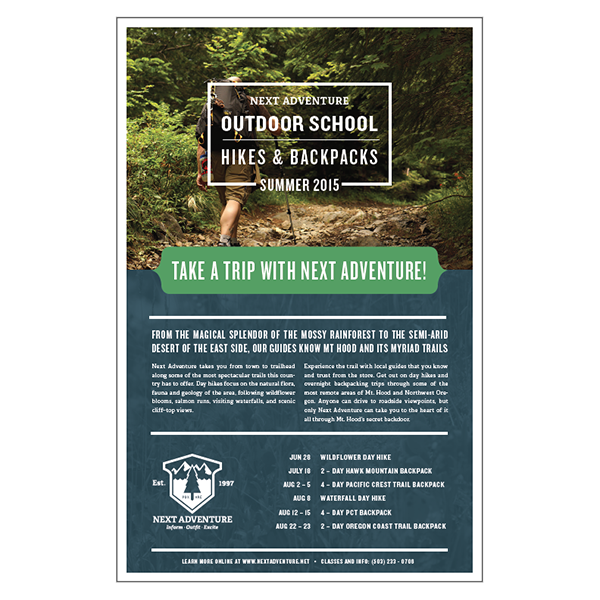 NEXT ADVENTURE
OUTDOOR SCHOOL
HIKES & BACKPACKS
SUMMER 2015
TAKE A TRIP WITH NEXT ADVENTURE!
FROM THE MAGICAL SPLENDOR OF THE MOSSY RAINFOREST TO THE SEMI-ARID
DESERT OF THE EAST SIDE, OUR GUIDES KNOW MT HOOD AND ITS MYRIAD TRAILS
Next Adventure takes you from town to trailhead
along some of the most spectacular trails this coun-
try has to offer. Day hikes focus on the natural flora,
fauna and geology of the area, following wildflower
blooms, salmon runs, visiting waterfalls, and scenic
cliff-top views.
Experience the trail with local guides that you know
and trust from the store. Get out on day hikes and
overnight backpacking trips through some of the
most remote areas of Mt. Hood and Northwest Ore-
gon. Anyone can drive to roadside viewpoints, but
only Next Adventure can take you to the heart of it
all through Mt. Hood's secret backdoor.
JUN 28 WILDFLOWER DAY HIKE
JULY 18 2 - DAY HAWK MOUNTAIN BACKPACK
AUG 2 - 5 4 - DAY PACIFIC CREST TRAIL BACKPACK
AUG 8 WATERFALL DAY HIKE
AUG 12 - 15 4 - DAY PCT BACKPACK
AUG 22 - 23 2 - DAY OREGON COAST TRAIL BACKPACK
Est. 1997
PDX ORE
NEXT ADVENTURE
Inform · Outfit · Excite
LEARN MORE ONLINE AT WWW.NEXTADVENTURE.NET • CLASSES AND INFO: (503) 233 - 0706